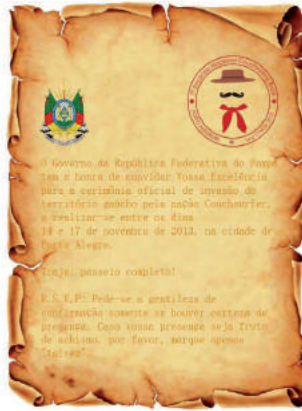 O Governo da República Federativa do Pampa
tem a honra de convidar Vossa Excelência
para a cerimônia oficial de invasão do
território gaúcho pela nação Couchsurfer,
a realizar-se entre os dias
14 e 17 de novembro de 2013, na cidade de
Porto Alegre.
Traje, passeio completo!
R.S.V.P: Pede-se a gentileza de
confirmação somente se houver certeza de
presença. Caso vossa presença seja fruto
de achismo, por favor, marque apenas
"talvez"